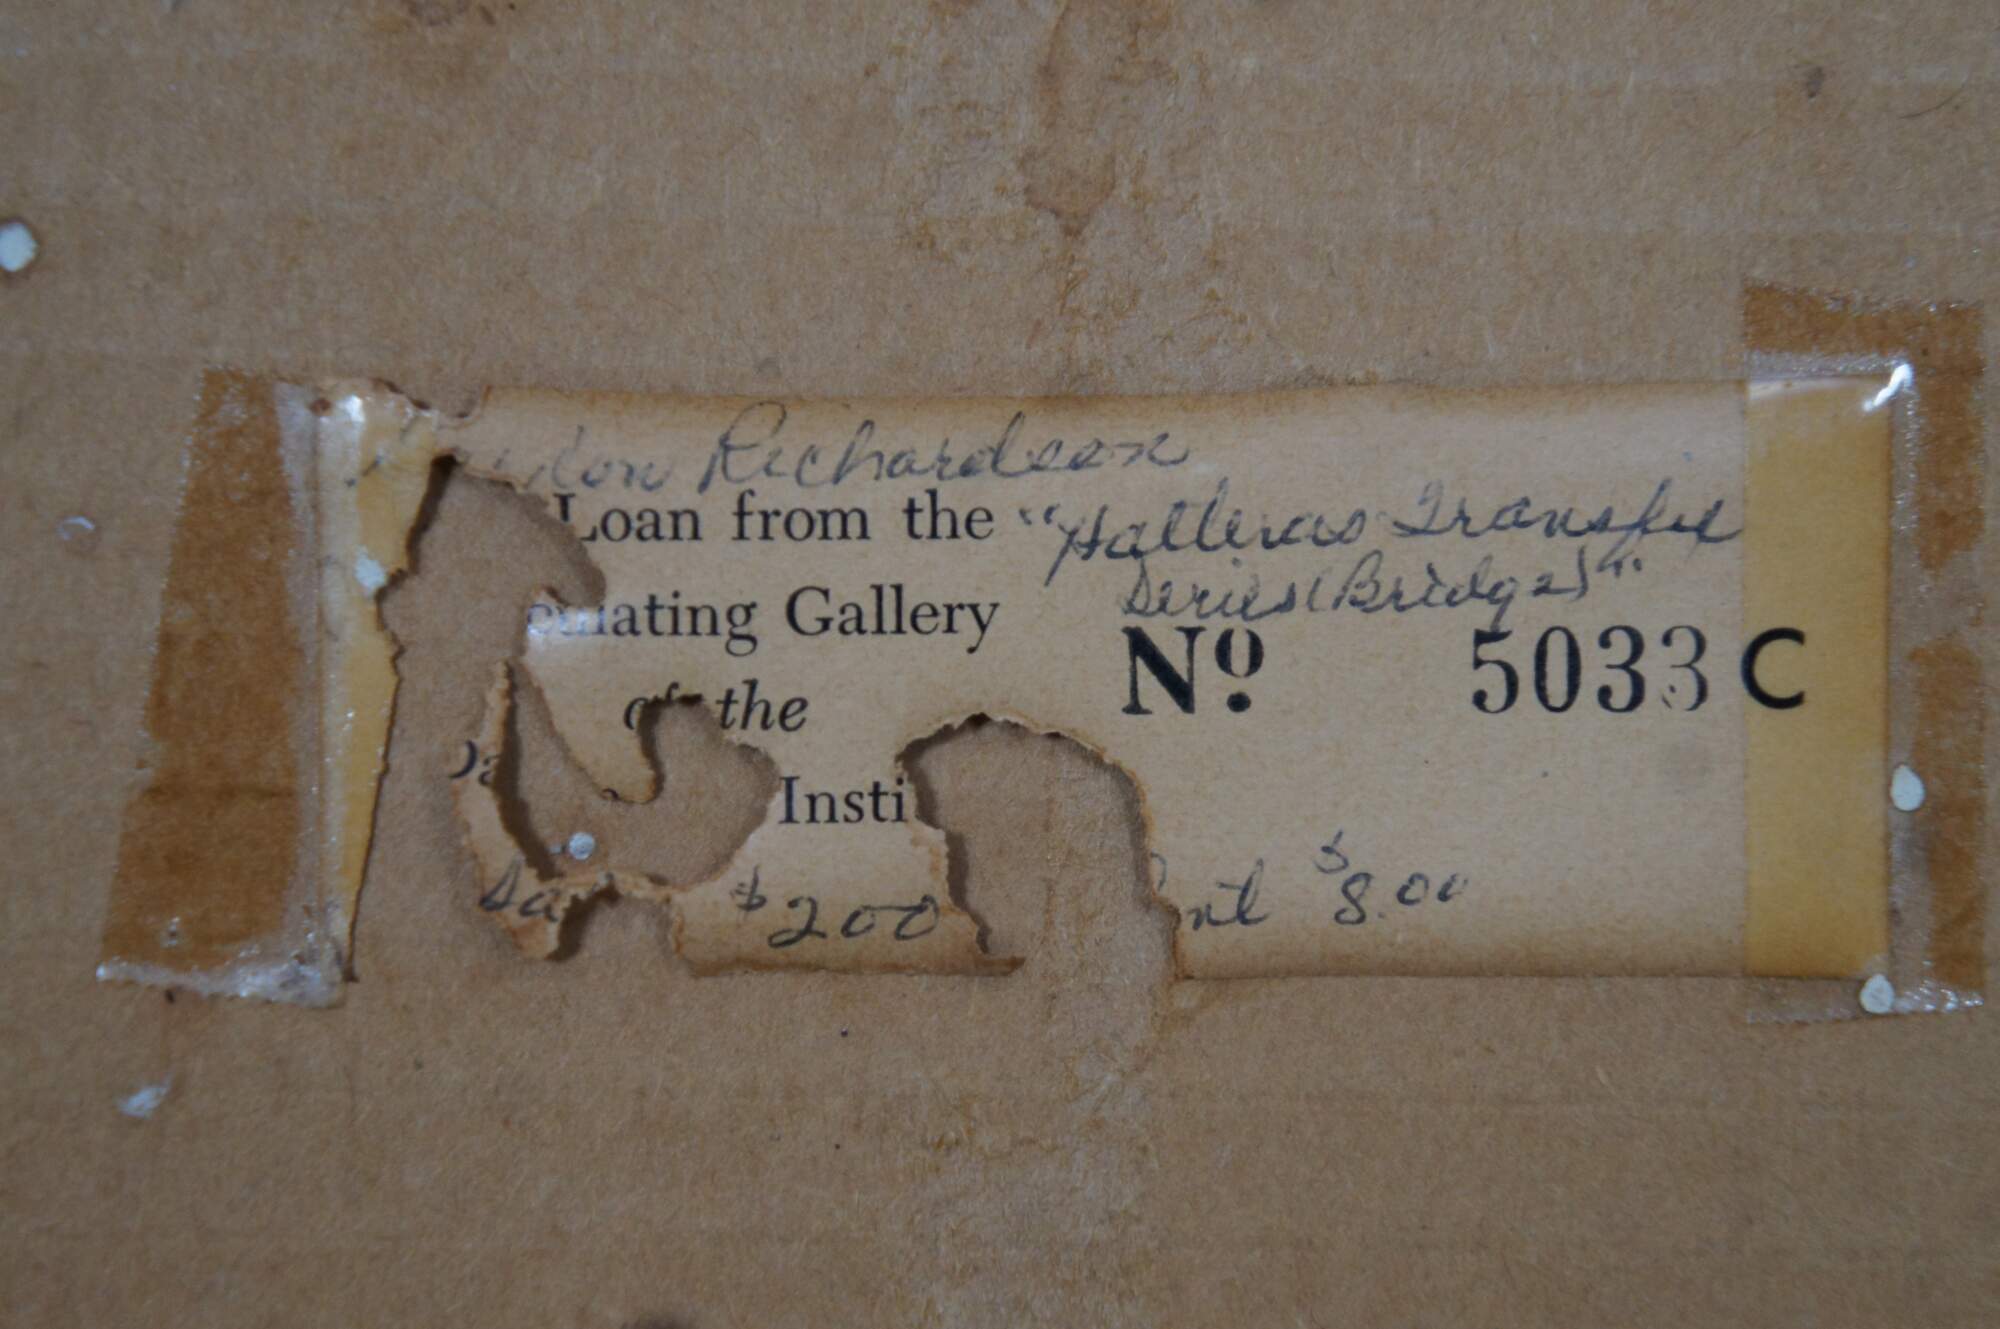 Richardson
Loan from the
"Hatteras Transfer
Series (Bridge)"
Gallery
the
Nº 5033 C
Insti
$200
$8.00